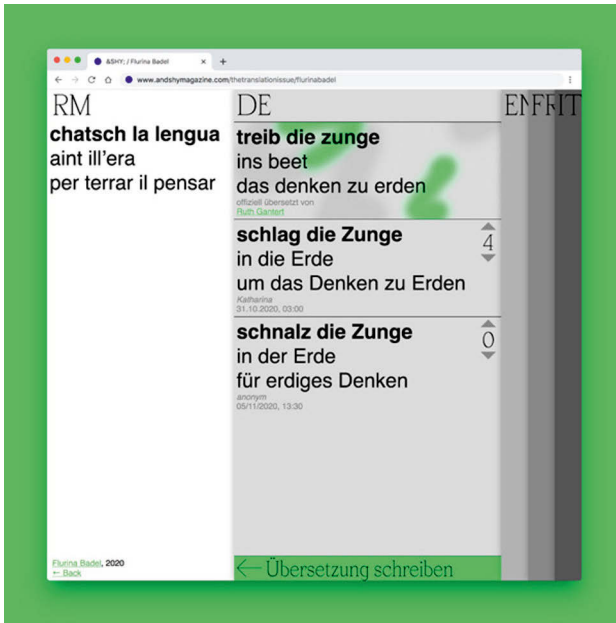 &SHY; / Flurina Badel
www.andshymagazine.com/thetranslationissue/flurinabadel
RM
chatsch la lengua
aint ill'era
per terrar il pensar
Flurina Badel, 2020
← Back
DE
treib die zunge
ins beet
das denken zu erden
offiziell übersetzt von
Ruth Gantert
schlag die Zunge
in die Erde
um das Denken zu Erden
Katharina
31.10.2020, 03:00
4
schnalz die Zunge
in der Erde
für erdiges Denken
anonym
05/11/2020, 13:30
0
← Übersetzung schreiben
EN
FR
IT